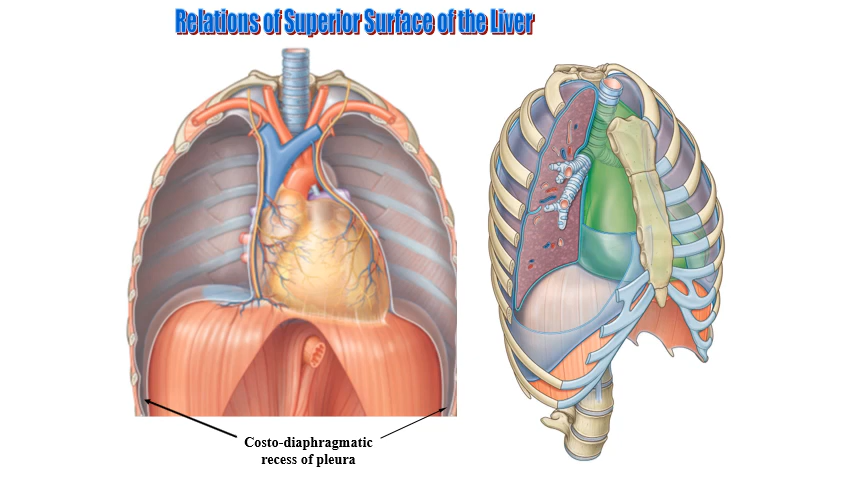 Relations of Superior Surface of the Liver
Costo-diaphragmatic
recess of pleura